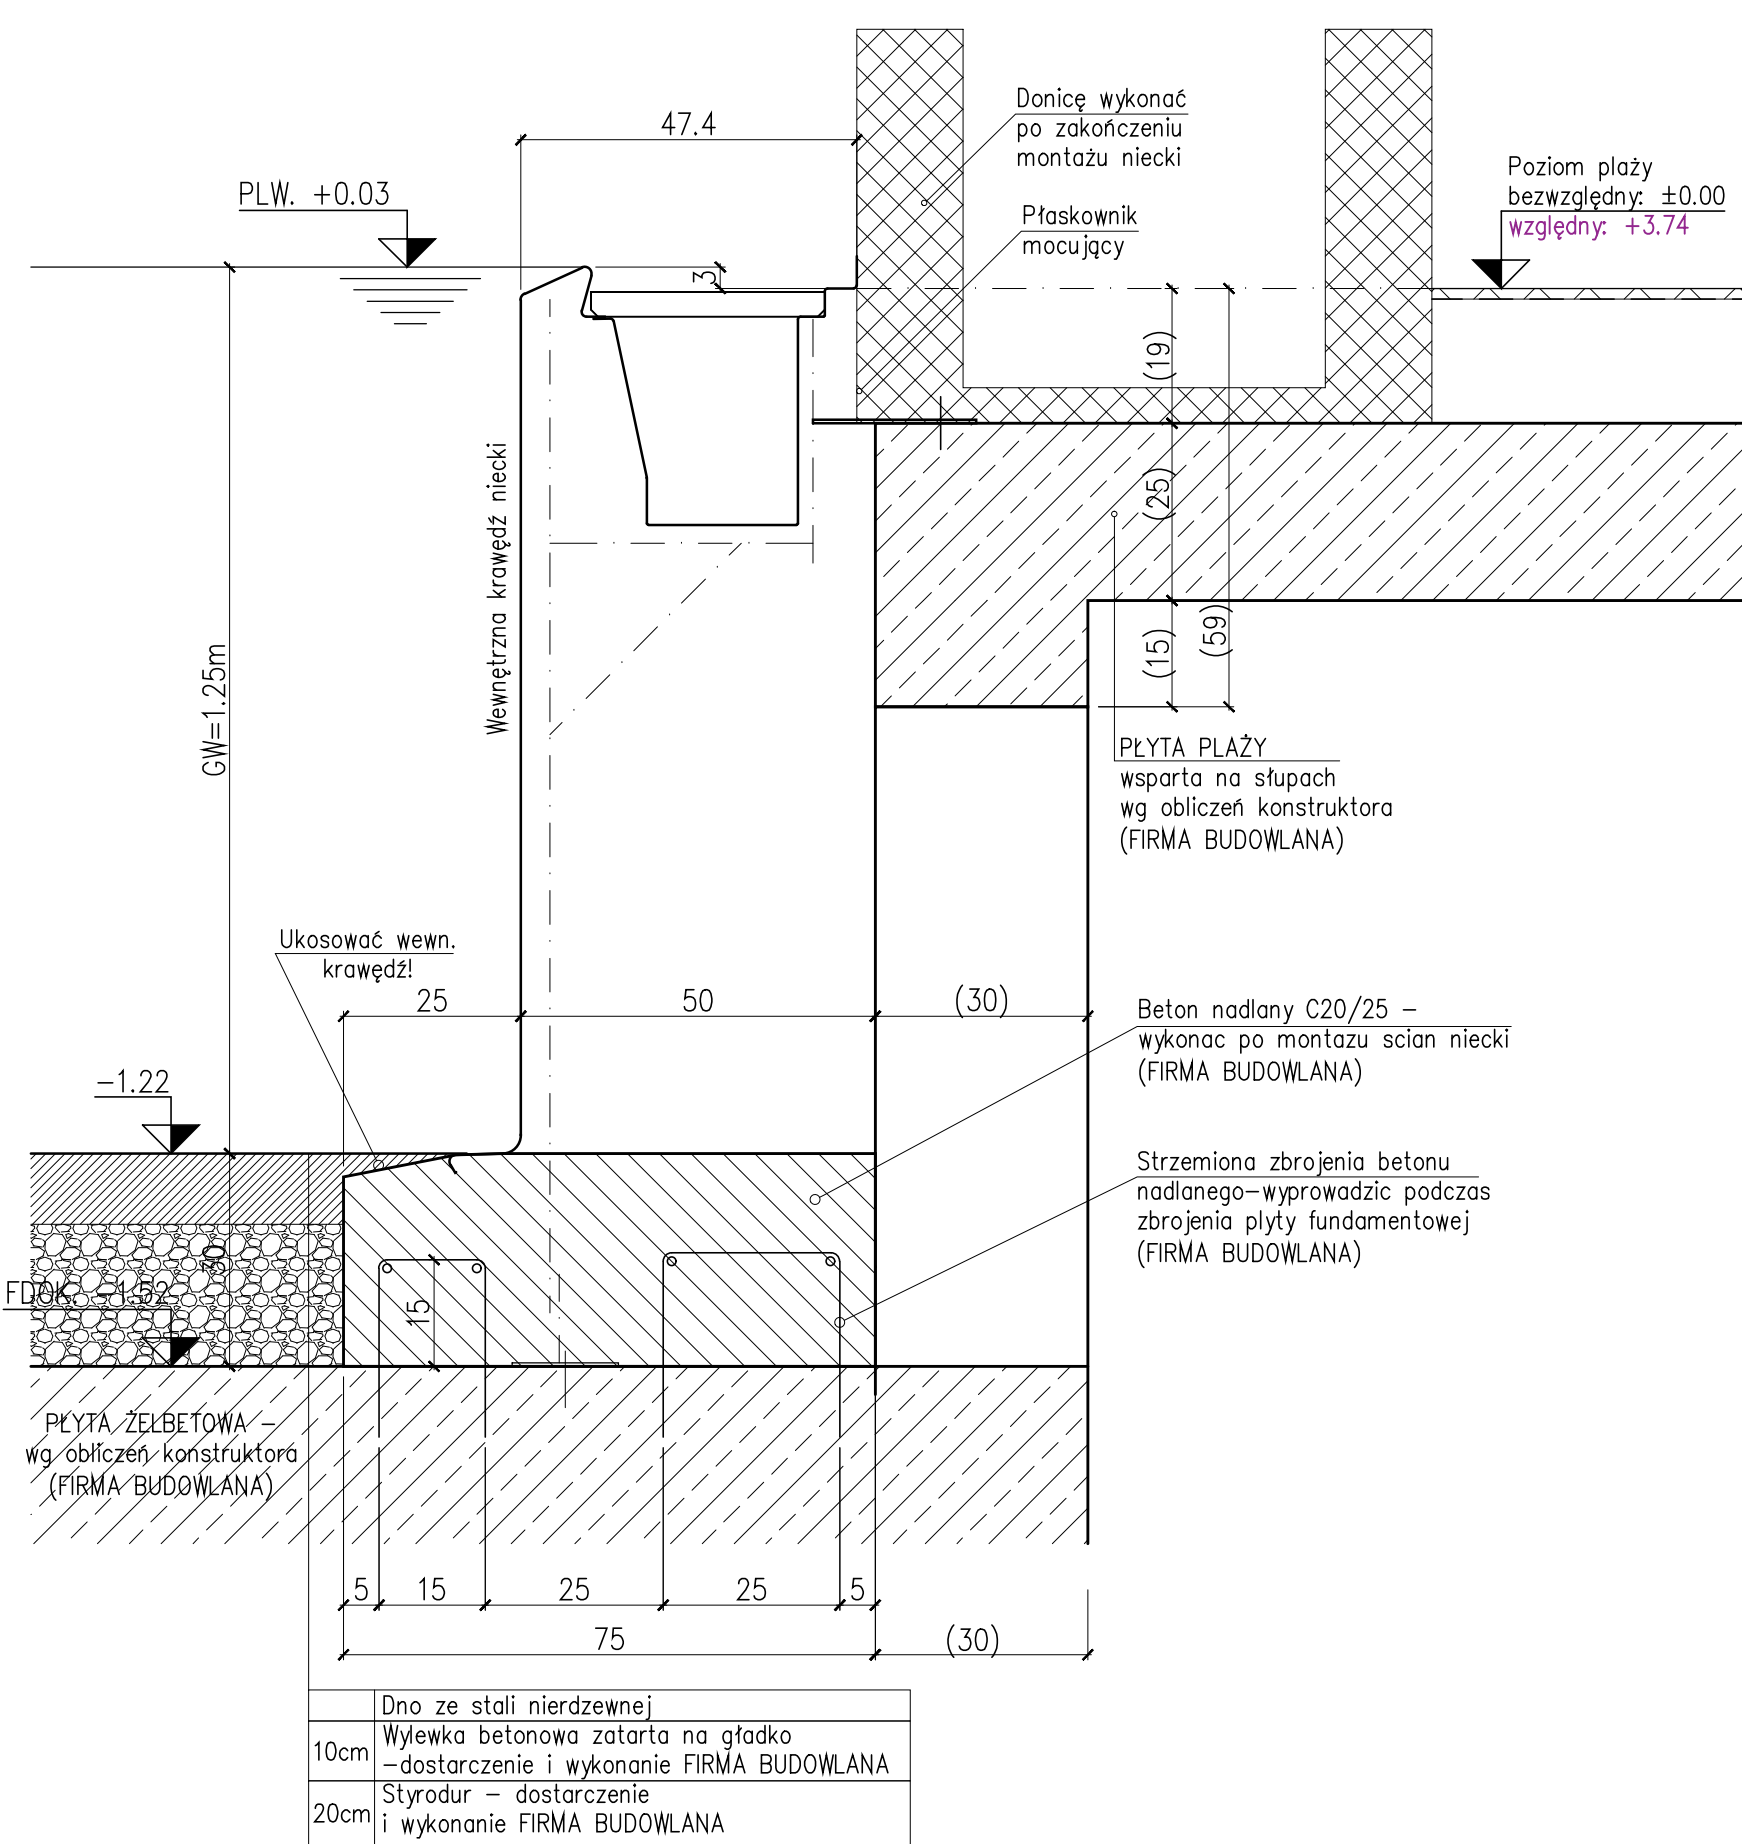 47.4
Donicę wykonać
po zakończeniu
montażu niecki
Poziom plaży
bezwzględny: ±0.00
względny: +3.74
PLW. +0.03
Płaskownik
mocujący
3
(19)
(25)
(15)
(59)
Wewnętrzna krawędź niecki
GW=1.25m
PŁYTA PLAŻY
wsparta na słupach
wg obliczeń konstruktora
(FIRMA BUDOWLANA)
Ukosować wewn.
krawędź!
25
50
(30)
Beton nadlany C20/25 –
wykonac po montazu scian niecki
(FIRMA BUDOWLANA)
-1.22
Strzemiona zbrojenia betonu
nadlanego-wyprowadzic podczas
zbrojenia plyty fundamentowej
(FIRMA BUDOWLANA)
30
FDOK. -1.52
15
PŁYTA ŻELBETOWA –
wg obliczeń konstruktora
(FIRMA BUDOWLANA)
5
15
25
25
5
75
(30)
Dno ze stali nierdzewnej
10cm
Wylewka betonowa zatarta na gładko
-dostarczenie i wykonanie FIRMA BUDOWLANA
20cm
Styrodur – dostarczenie
i wykonanie FIRMA BUDOWLANA